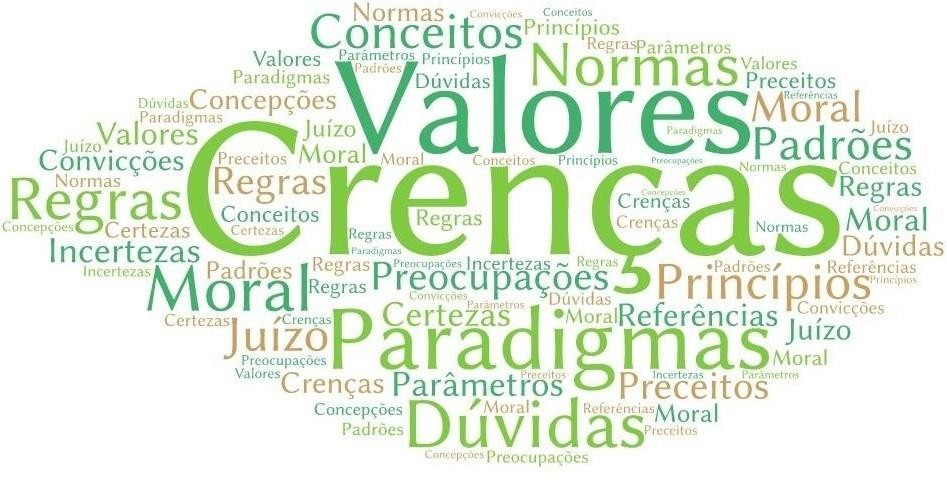 Normas Convicções Conceitos
Conceitos Princípios
Regras Parâmetros
Valores Parâmetros Princípios Normas Valores
Paradigmas Padrões Dúvidas Preceitos
Valores
Dúvidas Concepções Referências
Paradigmas Moral
Valores Juízo Paradigmas Juízo
Juízo Moral Padrões
Convicções Preceitos Moral Conceitos Princípios Preocupações
Crenças
Normas Regras Normas Conceitos
Regras Concepções Regras
Conceitos Regras Crenças Convicções
Concepções Certezas Certezas Crenças Normas Moral
Regras
Incertezas Paradigmas Dúvidas
Incertezas Padrões Regras Preocupações Incertezas Regras Padrões Referências
Moral Regras Preocupações Princípios Princípios
Convicções Parâmetros Dúvidas Convicções
Certezas Crenças Certezas Moral Referências
Juízo Paradigmas Juízo
Preocupações Moral
Valores Preceitos Incertezas Parâmetros
Crenças Parâmetros Preceitos
Concepções Moral Referências Moral
Padrões Dúvidas Preceitos
Concepções Preocupações